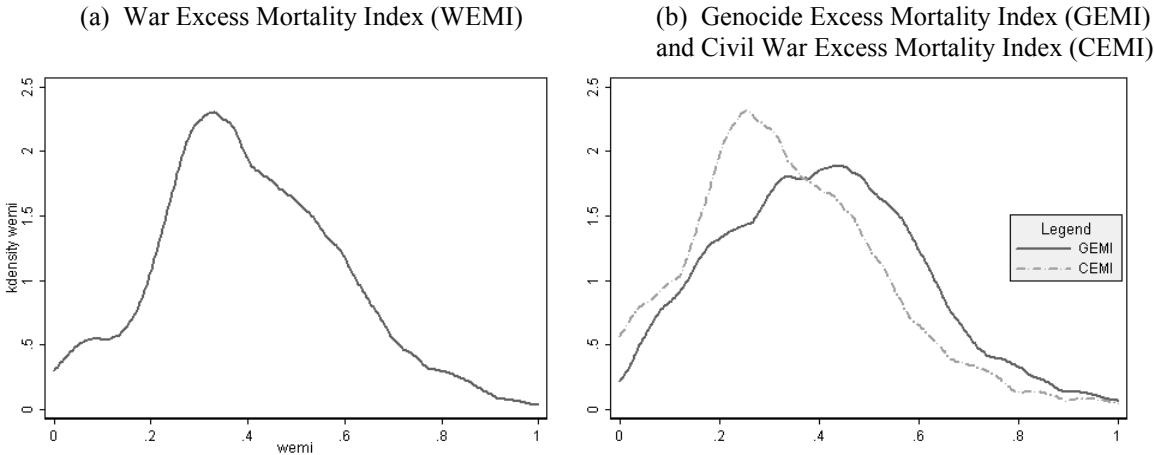 (a) War Excess Mortality Index (WEMI)
(b) Genocide Excess Mortality Index (GEMI)
and Civil War Excess Mortality Index (CEMI)
kdensity wemi
2.5
2
1.5
1
.5
0
0 .2 .4 .6 .8 1
wemi
2.5
2
1.5
1
.5
0
0 .2 .4 .6 .8 1
Legend
GEMI
CEMI